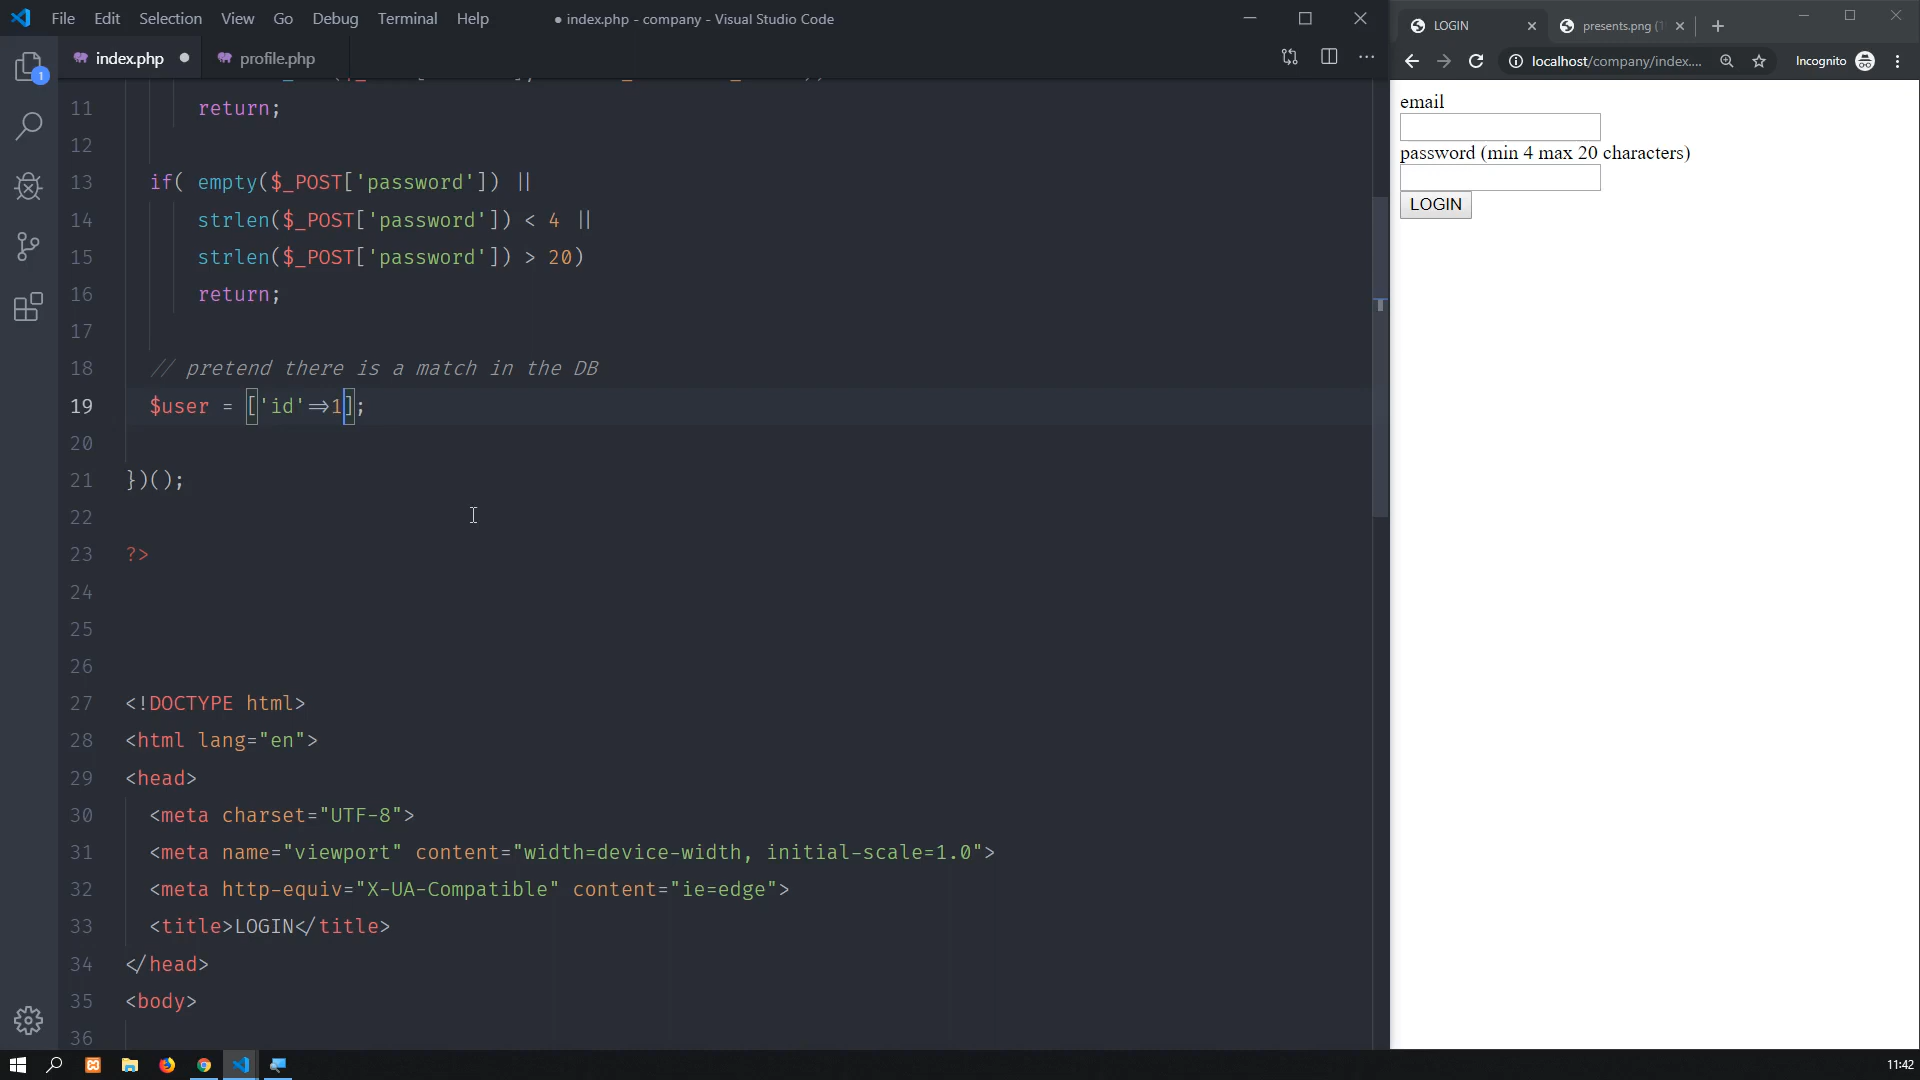 File Edit Selection View Go Debug Terminal Help
● index.php - company - Visual Studio Code
index.php
profile.php
1
11 return;
12
13 if( empty($_POST['password']) ||
14 strlen($_POST['password']) < 4 ||
15 strlen($_POST['password']) > 20)
16 return;
17
18 // pretend there is a match in the DB
19 $user = ['id'=>1];
20
21 })();
22
23 ?>
24
25
26
27 <!DOCTYPE html>
28 <html lang="en">
29 <head>
30 <meta charset="UTF-8">
31 <meta name="viewport" content="width=device-width, initial-scale=1.0">
32 <meta http-equiv="X-UA-Compatible" content="ie=edge">
33 <title>LOGIN</title>
34 </head>
35 <body>
36
LOGIN
presents.png (1
localhost/company/index....
Incognito
email
password (min 4 max 20 characters)
LOGIN
11:42